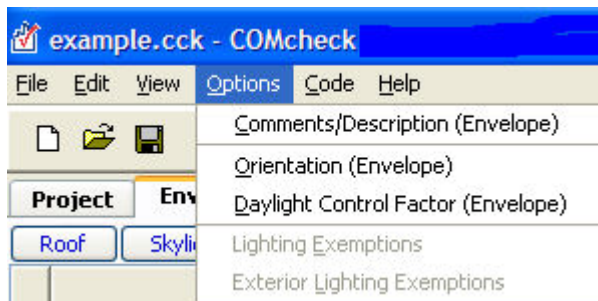 example.cck - COMcheck
File Edit View Options Code Help
Comments/Description (Envelope)
Orientation (Envelope)
Daylight Control Factor (Envelope)
Project
Roof
Lighting Exemptions
Exterior Lighting Exemptions